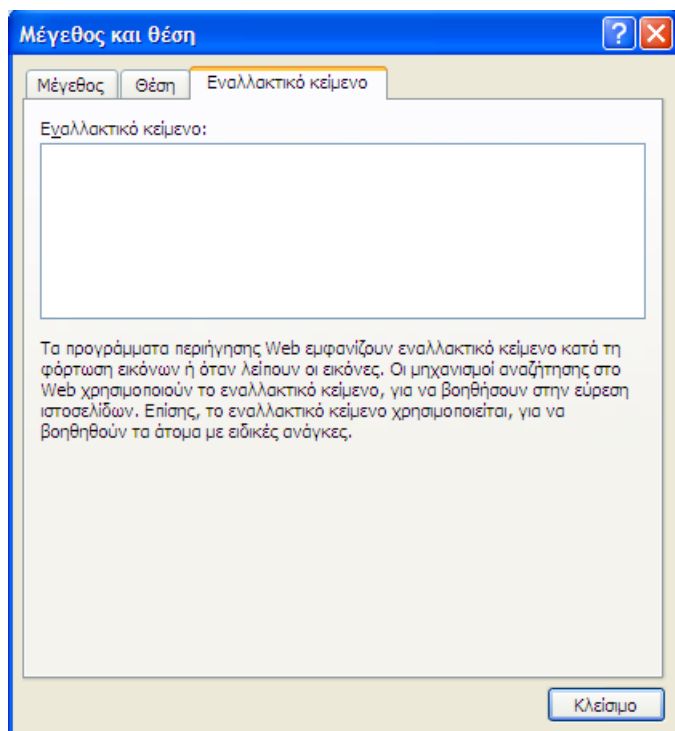 Μέγεθος και θέση
Μέγεθος Θέση Εναλλακτικό κείμενο
Εναλλακτικό κείμενο:
Τα προγράμματα περιήγησης Web εμφανίζουν εναλλακτικό κείμενο κατά τη
φόρτωση εικόνων ή όταν λείπουν οι εικόνες. Οι μηχανισμοί αναζήτησης στο
Web χρησιμοποιούν το εναλλακτικό κείμενο, για να βοηθήσουν στην εύρεση
ιστοσελίδων. Επίσης, το εναλλακτικό κείμενο χρησιμοποιείται, για να
βοηθηθούν τα άτομα με ειδικές ανάγκες.
Κλείσιμο